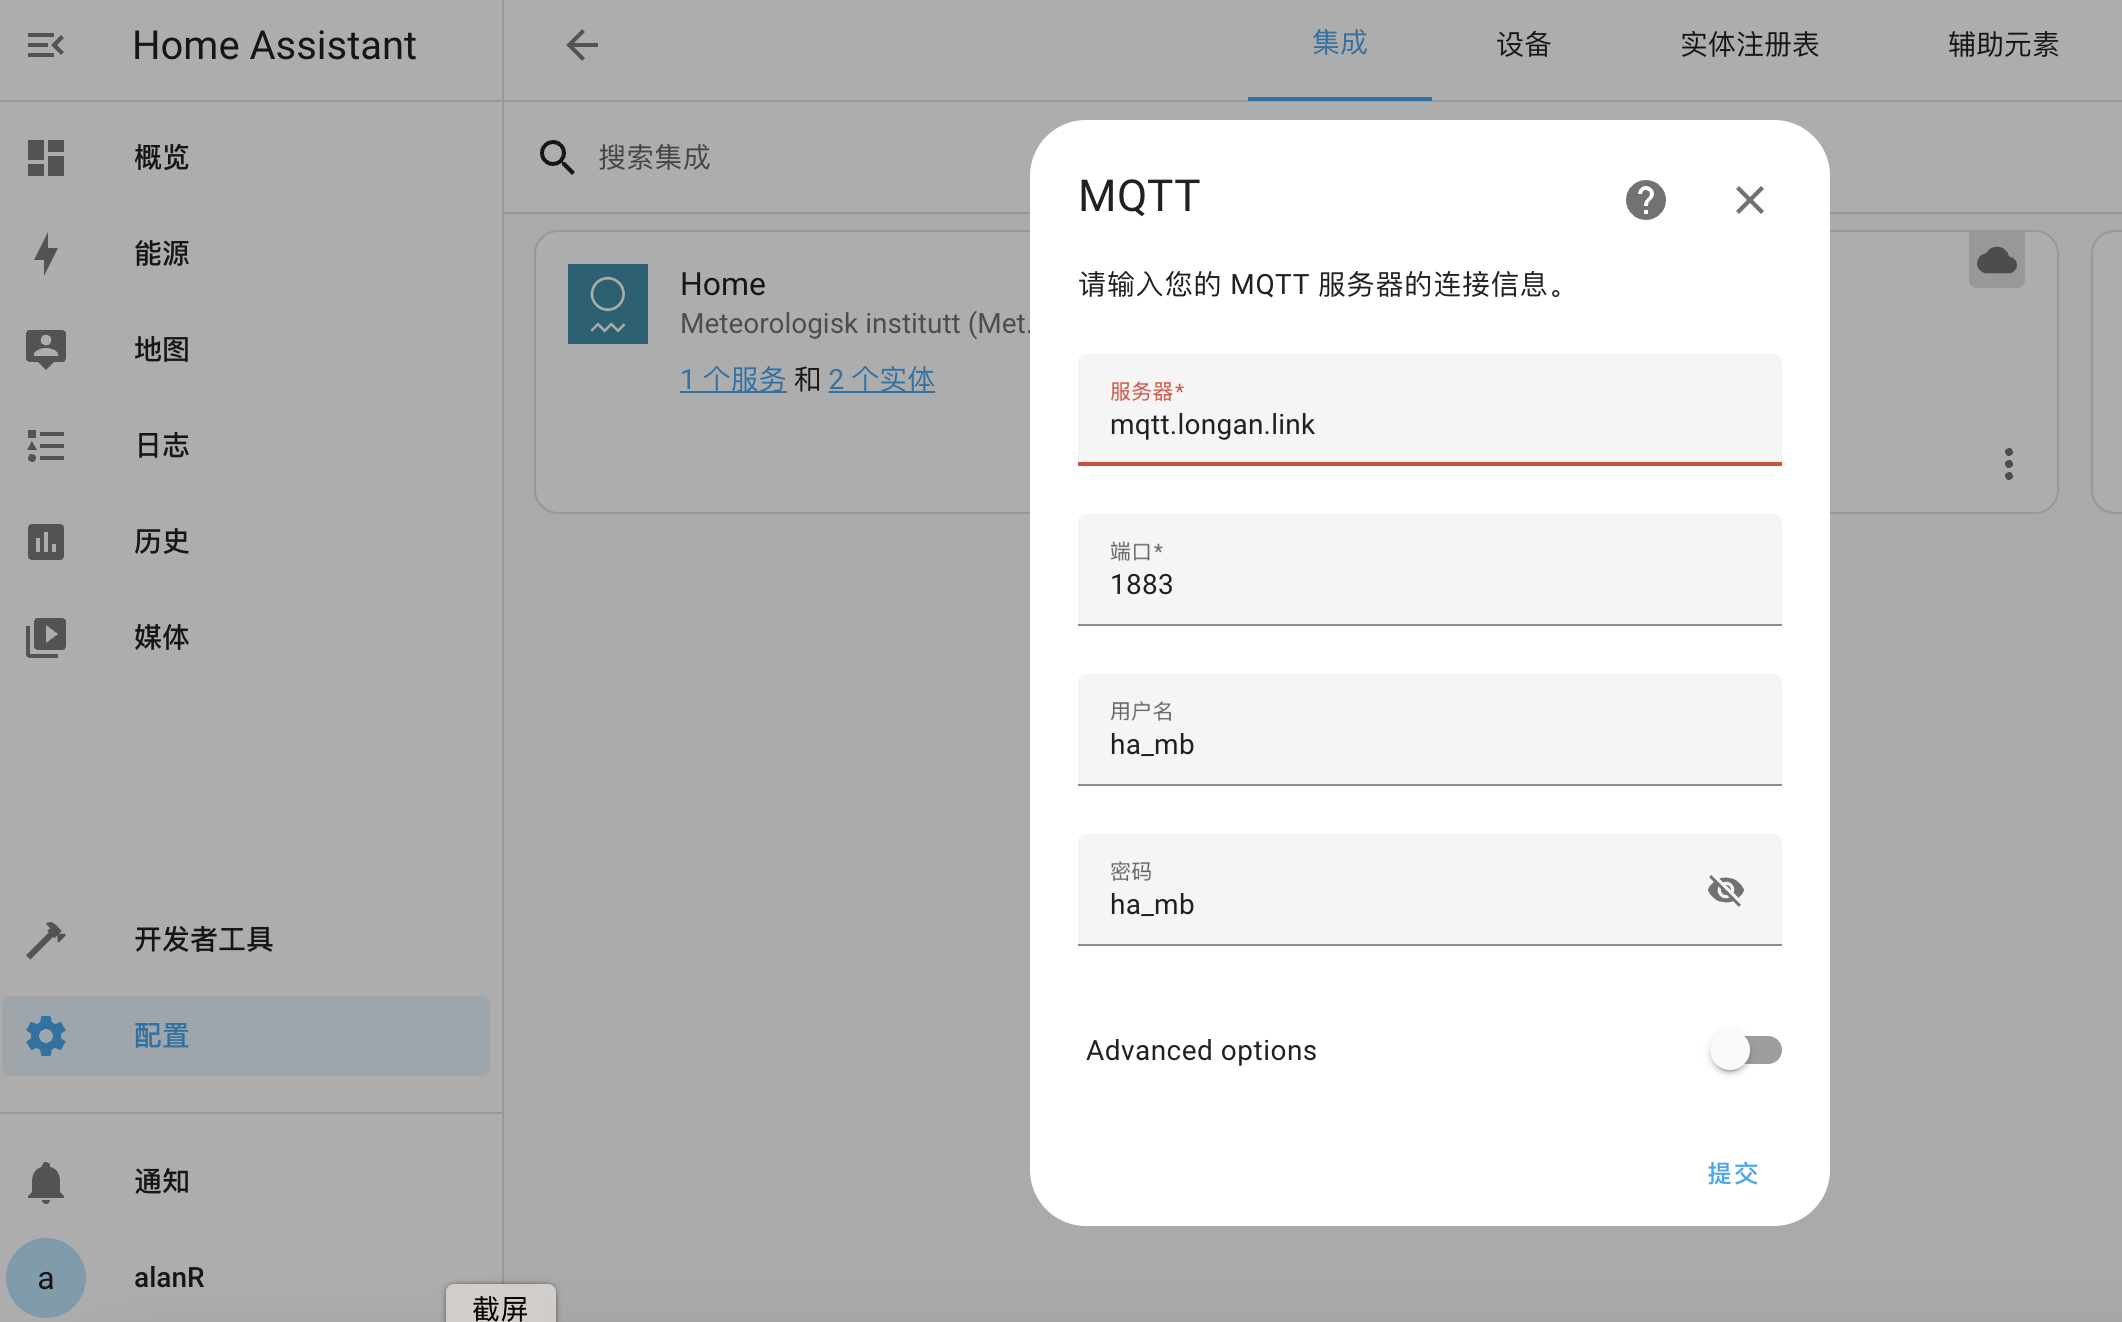 Home Assistant
概览
能源
地图
日志
历史
媒体
开发者工具
配置
通知
a
alanR
截屏
集成
设备
实体注册表
辅助元素
搜索集成
Home
Meteorologisk institutt (Met.
1 个服务 和 2 个实体
MQTT
请输入您的 MQTT 服务器的连接信息。
服务器*
mqtt.longan.link
端口*
1883
用户名
ha_mb
密码
ha_mb
Advanced options
提交